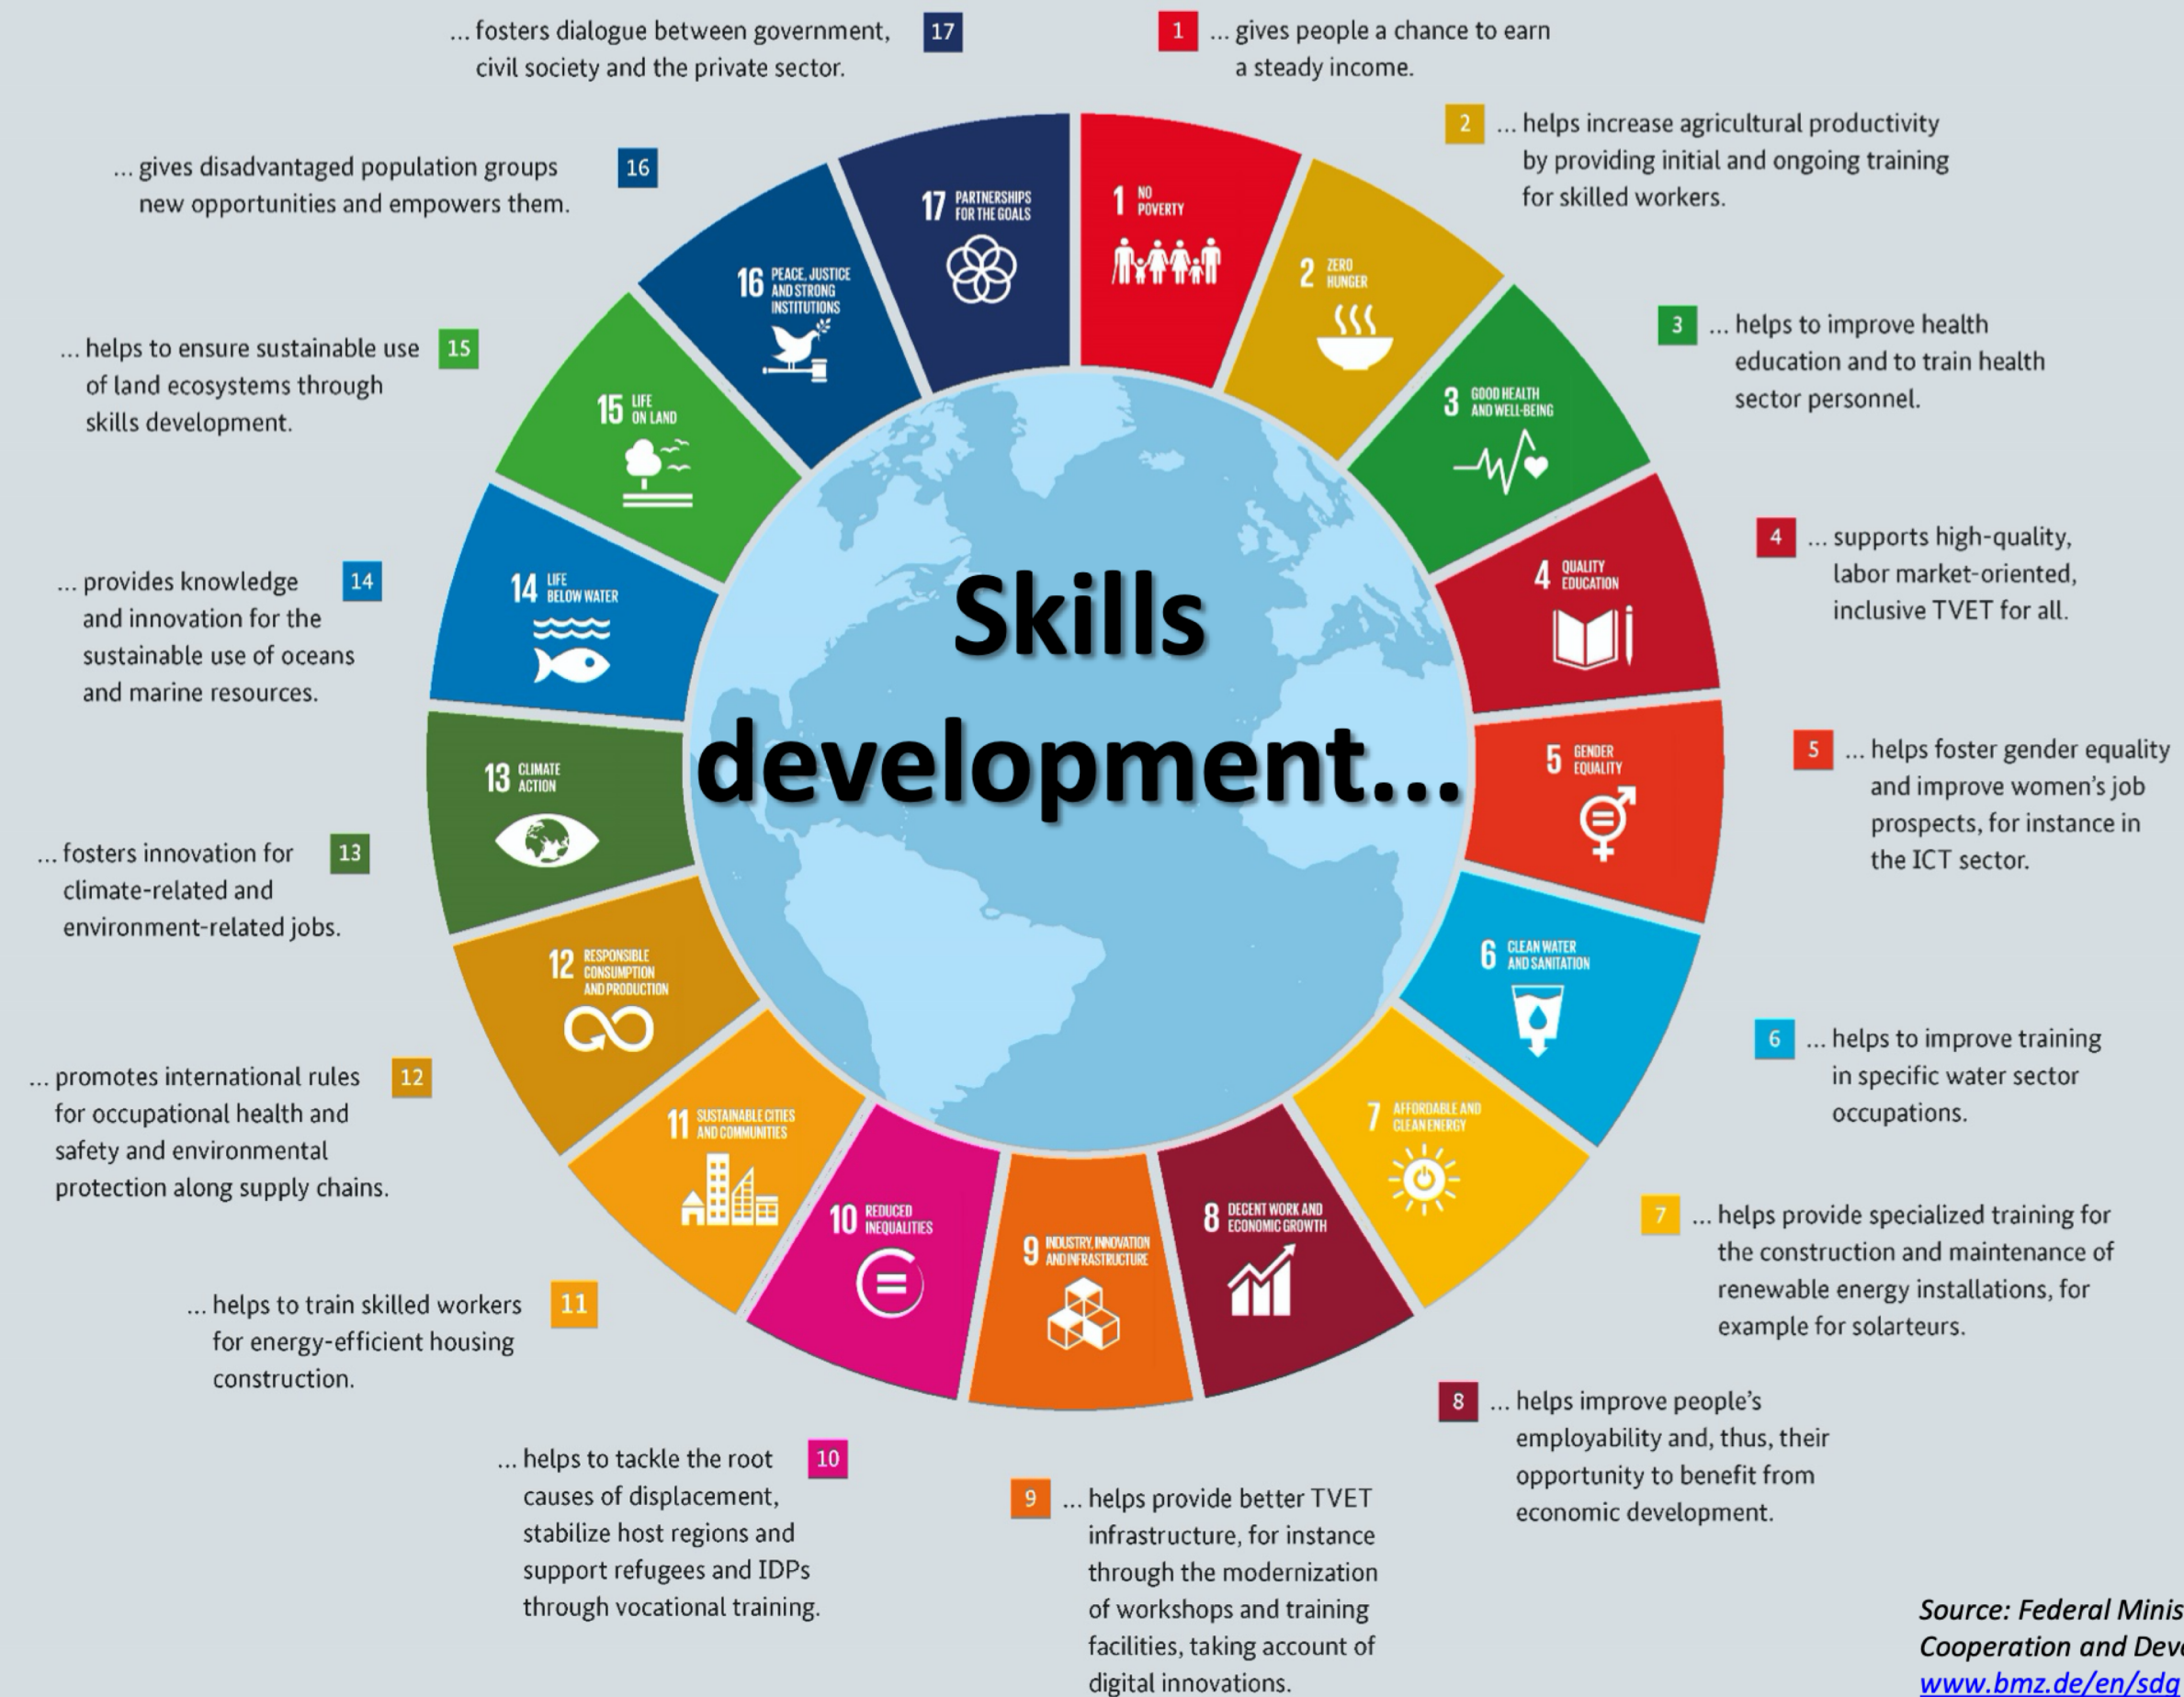 Skills
development...
1 ... gives people a chance to earn
a steady income.
2 ... helps increase agricultural productivity
by providing initial and ongoing training
for skilled workers.
3 ... helps to improve health
education and to train health
sector personnel.
4 ... supports high-quality,
labor market-oriented,
inclusive TVET for all.
5 ... helps foster gender equality
and improve women’s job
prospects, for instance in
the ICT sector.
6 ... helps to improve training
in specific water sector
occupations.
7 ... helps provide specialized training for
the construction and maintenance of
renewable energy installations, for
example for solarteurs.
8 ... helps improve people’s
employability and, thus, their
opportunity to benefit from
economic development.
9 ... helps provide better TVET
infrastructure, for instance
through the modernization
of workshops and training
facilities, taking account of
digital innovations.
... helps to tackle the root 10
causes of displacement,
stabilize host regions and
support refugees and IDPs
through vocational training.
... helps to train skilled workers 11
for energy-efficient housing
construction.
... promotes international rules 12
for occupational health and
safety and environmental
protection along supply chains.
... fosters innovation for 13
climate-related and
environment-related jobs.
... provides knowledge 14
and innovation for the
sustainable use of oceans
and marine resources.
... helps to ensure sustainable use 15
of land ecosystems through
skills development.
... gives disadvantaged population groups 16
new opportunities and empowers them.
... fosters dialogue between government, 17
civil society and the private sector.
1 NO
POVERTY
2 ZERO
HUNGER
3 GOOD HEALTH
AND WELL-BEING
4 QUALITY
EDUCATION
5 GENDER
EQUALITY
6 CLEAN WATER
AND SANITATION
7 AFFORDABLE AND
CLEAN ENERGY
8 DECENT WORK AND
ECONOMIC GROWTH
9 INDUSTRY, INNOVATION
AND INFRASTRUCTURE
10 REDUCED
INEQUALITIES
11 SUSTAINABLE CITIES
AND COMMUNITIES
12 RESPONSIBLE
CONSUMPTION
AND PRODUCTION
13 CLIMATE
ACTION
14 LIFE
BELOW WATER
15 LIFE
ON LAND
16 PEACE, JUSTICE
AND STRONG
INSTITUTIONS
17 PARTNERSHIPS
FOR THE GOALS
Source: Federal Minis
Cooperation and Deve
www.bmz.de/en/sdg